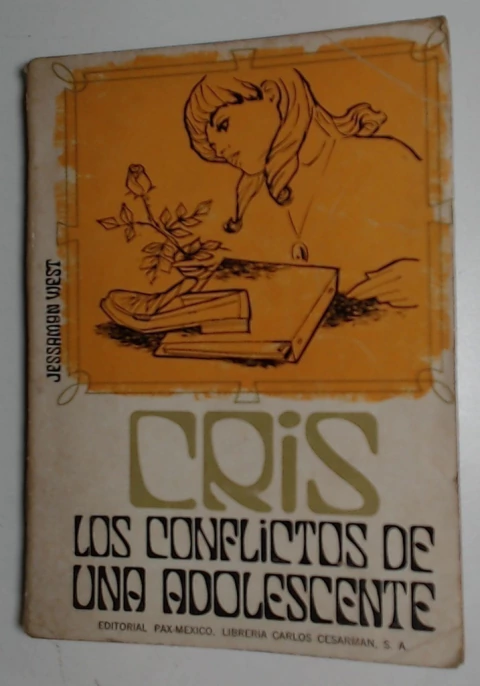 JESSAMYN WEST
CRiS
LOS CONFLiCTOS DE
UNA ADOLESCENTE
EDITORIAL PAX-MEXICO, LIBRERIA CARLOS CESARMAN, S. A.